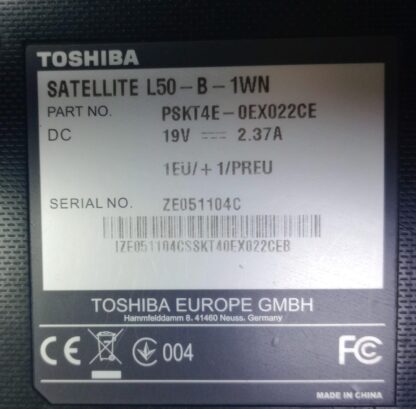 TOSHIBA
SATELLITE L50-B-1WN
PART NO. PSKT4E-0EX022CE
DC 19V ⎓ 2.37A
1EU/+1/PREU
SERIAL NO. ZE051104C
1ZE051104CSSKT40EX022CEB
TOSHIBA EUROPE GMBH
Hammfelddamm 8, 41460 Neuss, Germany
CE 004 FC
MADE IN CHINA